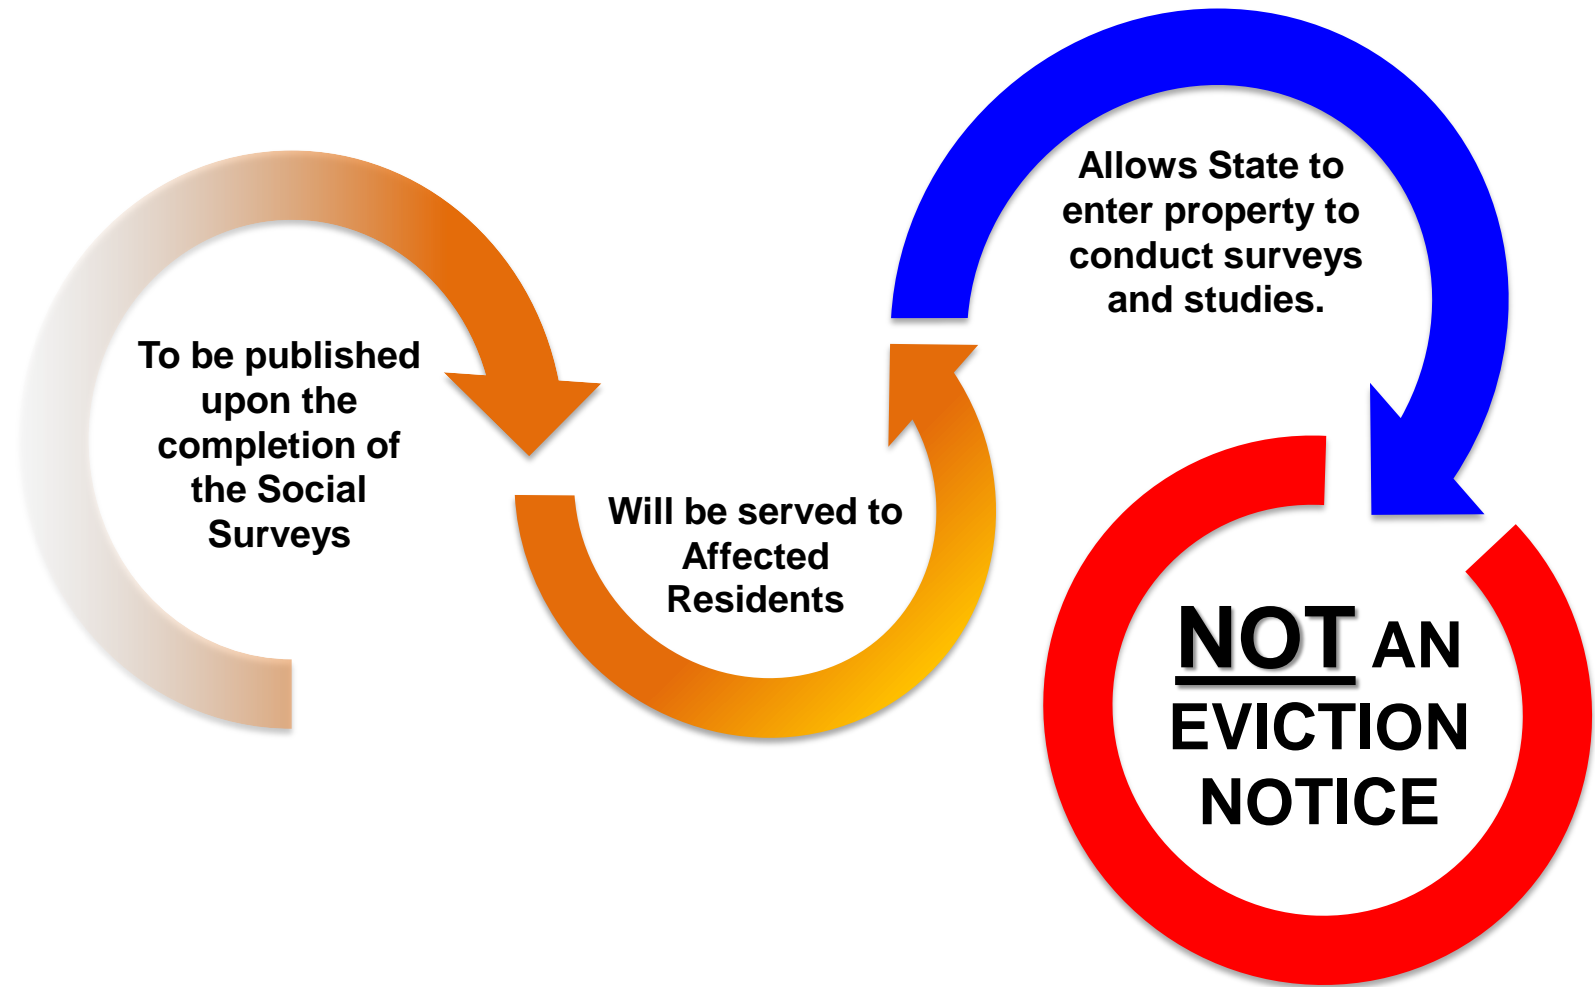 To be published
upon the
completion of
the Social
Surveys
Will be served to
Affected
Residents
Allows State to
enter property to
conduct surveys
and studies.
NOT AN
EVICTION
NOTICE